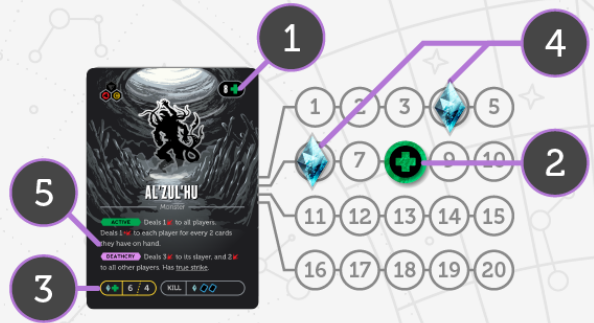 1
4
8
1 2 3 5
2
7 9 10
AL'ZUL'HU
Monster
5
11 12 13 14 15
ACTIVE Deals 1 to all players.
Deals 1 to each player for every 2 cards
they have on hand.
DEATHCRY Deals 3 to its slayer, and 2
to all other players. Has true strike.
16 17 18 19 20
3
6 / 4 KILL